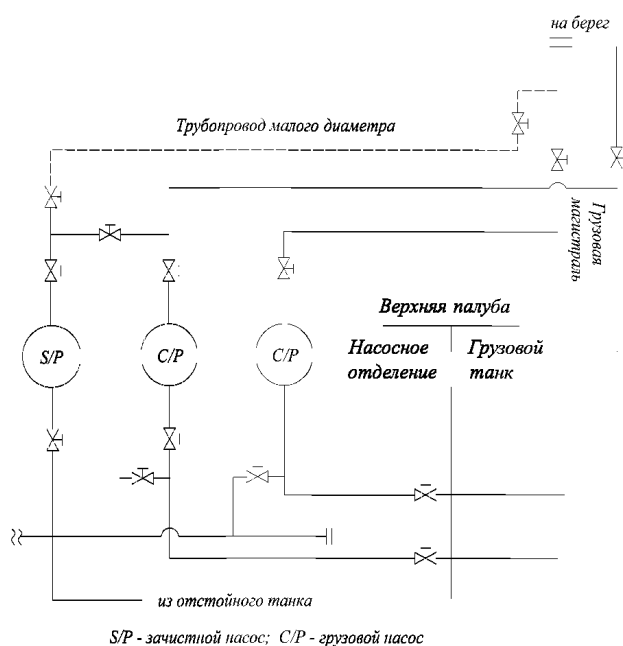 на берег
Трубопровод малого диаметра
Грузовая
магистраль
Верхняя палуба
Насосное
отделение
Грузовой
танк
S/P
C/P
C/P
из отстойного танка
S/P - зачистной насос; C/P - грузовой насос